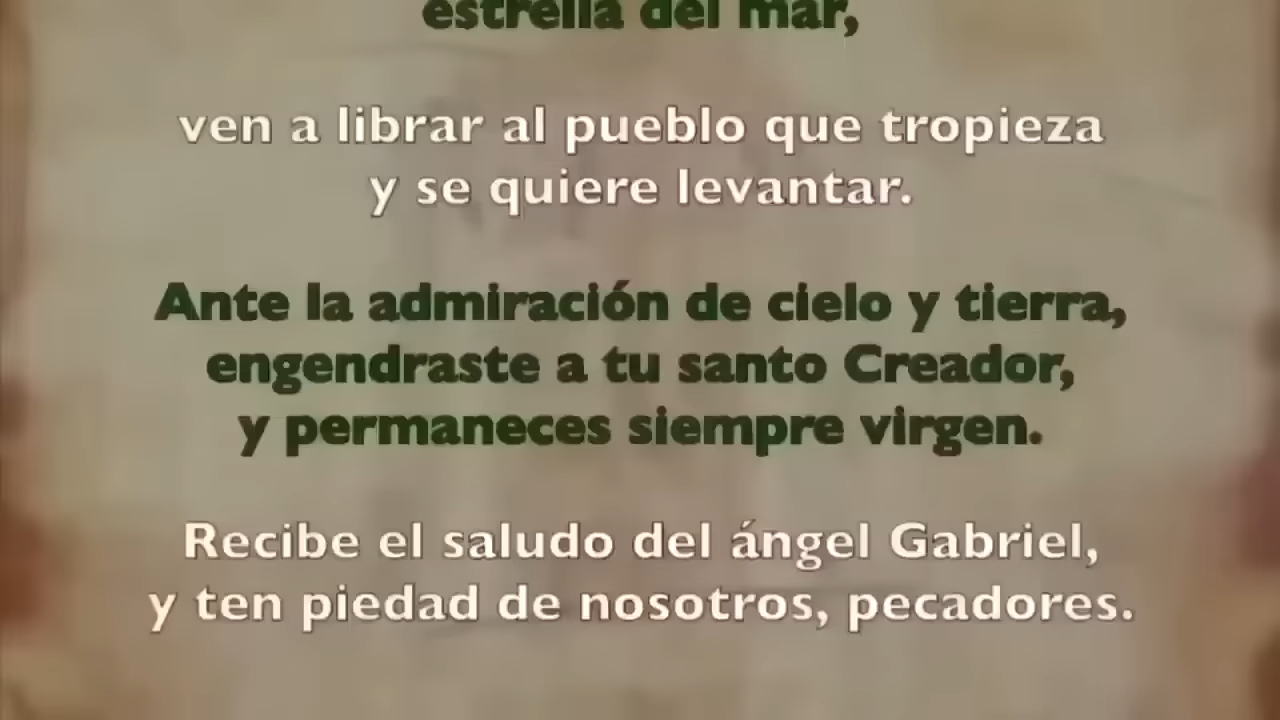 estrella del mar,
ven a librar al pueblo que tropieza
y se quiere levantar.
Ante la admiración de cielo y tierra,
engendraste a tu santo Creador,
y permaneces siempre virgen.
Recibe el saludo del ángel Gabriel,
y ten piedad de nosotros, pecadores.